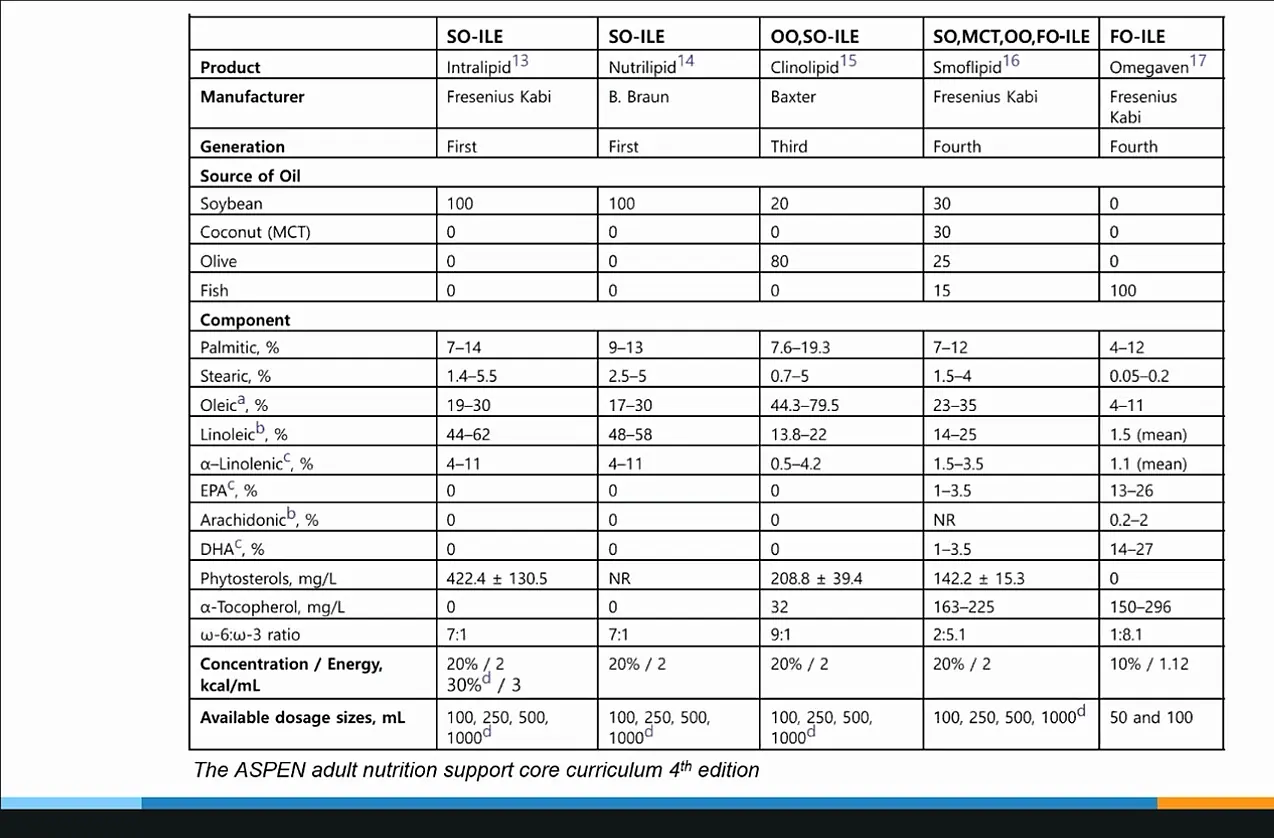 SO-ILE SO-ILE OO,SO-ILE SO,MCT,OO,FO-ILE FO-ILE
Product Intralipid13 Nutrilipid14 Clinolipid15 Smoflipid16 Omegaven17
Manufacturer Fresenius Kabi B. Braun Baxter Fresenius Kabi Fresenius
Kabi
Generation First First Third Fourth Fourth
Source of Oil
Soybean 100 100 20 30 0
Coconut (MCT) 0 0 0 30 0
Olive 0 0 80 25 0
Fish 0 0 0 15 100
Component
Palmitic, % 7–14 9–13 7.6–19.3 7–12 4–12
Stearic, % 1.4–5.5 2.5–5 0.7–5 1.5–4 0.05–0.2
Oleica, % 19–30 17–30 44.3–79.5 23–35 4–11
Linoleicb, % 44–62 48–58 13.8–22 14–25 1.5 (mean)
α–Linolenicc, % 4–11 4–11 0.5–4.2 1.5–3.5 1.1 (mean)
EPAc, % 0 0 0 1–3.5 13–26
Arachidonicb, % 0 0 0 NR 0.2–2
DHAc, % 0 0 0 1–3.5 14–27
Phytosterols, mg/L 422.4 ± 130.5 NR 208.8 ± 39.4 142.2 ± 15.3 0
α-Tocopherol, mg/L 0 0 32 163–225 150–296
ω-6:ω-3 ratio 7:1 7:1 9:1 2:5.1 1:8.1
Concentration / Energy, 20% / 2 20% / 2 20% / 2 20% / 2 10% / 1.12
kcal/mL 30%d / 3
Available dosage sizes, mL 100, 250, 500, 100, 250, 500, 100, 250, 500, 100, 250, 500, 1000d 50 and 100
1000d 1000d 1000d
The ASPEN adult nutrition support core curriculum 4th edition